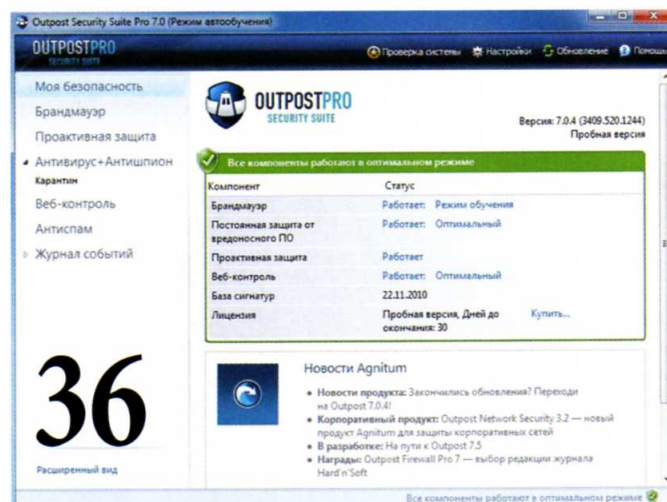 Outpost Security Suite Pro 7.0 (Режим автообучения)
OUTPOSTPRO
SECURITY SUITE
Проверка системы Настройки Обновление Помощь
Моя безопасность
Брандмауэр
Проактивная защита
Антивирус+Антишпион
Карантин
Веб-контроль
Антиспам
Журнал событий
36
Расширенный вид
OUTPOSTPRO
SECURITY SUITE
Версия: 7.0.4 (3409.520.1244)
Пробная версия
Все компоненты работают в оптимальном режиме
Компонент Статус
Брандмауэр Работает: Режим обучения
Постоянная защита от Работает: Оптимальный
вредоносного ПО
Проактивная защита Работает
Веб-контроль Работает: Оптимальный
База сигнатур 22.11.2010
Лицензия Пробная версия, Дней до Купить...
окончания: 30
Новости Agnitum
Новости продукта: Закончились обновления? Переходи
на Outpost 7.0.4!
Корпоративный продукт: Outpost Network Security 3.2 — новый
продукт Agnitum для защиты корпоративных сетей
В разработке: На пути к Outpost 7.5
Награды: Outpost Firewall Pro 7 — выбор редакции журнала
Hard'n'Soft
Все компоненты работают в оптимальном режиме